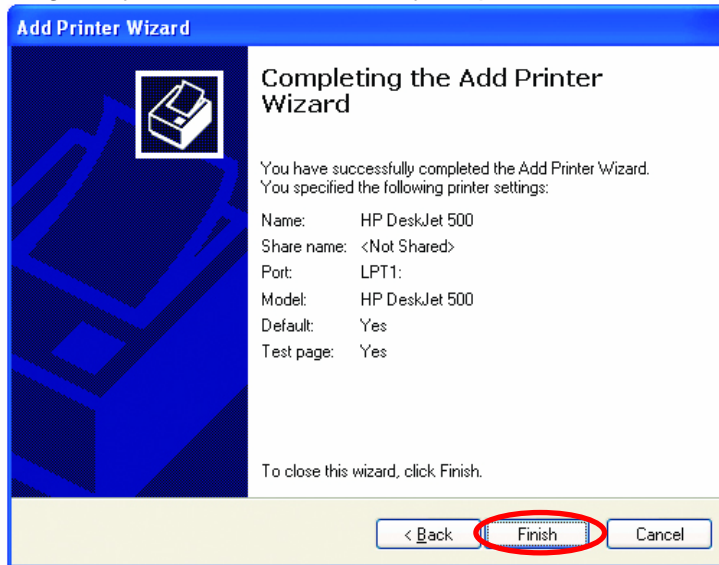 Add Printer Wizard
Completing the Add Printer
Wizard
You have successfully completed the Add Printer Wizard.
You specified the following printer settings:
Name: HP DeskJet 500
Share name: <Not Shared>
Port: LPT1:
Model: HP DeskJet 500
Default: Yes
Test page: Yes
To close this wizard, click Finish.
< Back Finish Cancel